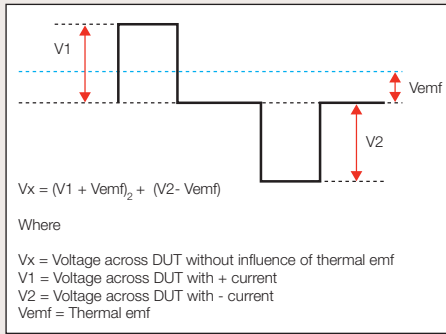 V1
Vemf
V2
Vx = (V1 + Vemf)2 + (V2- Vemf)
Where
Vx = Voltage across DUT without influence of thermal emf
V1 = Voltage across DUT with + current
V2 = Voltage across DUT with - current
Vemf = Thermal emf